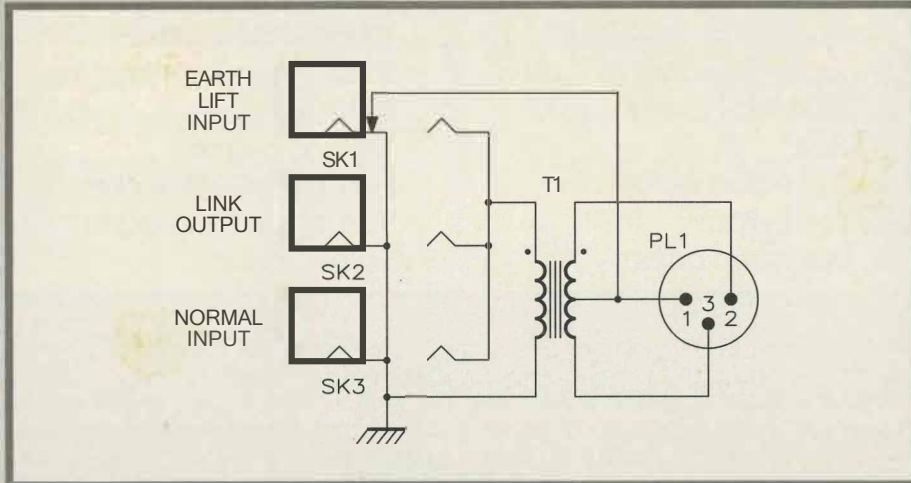 EARTH
LIFT
INPUT
SK1
T1
LINK
OUTPUT
PL1
SK2
3
1 2
NORMAL
INPUT
SK3